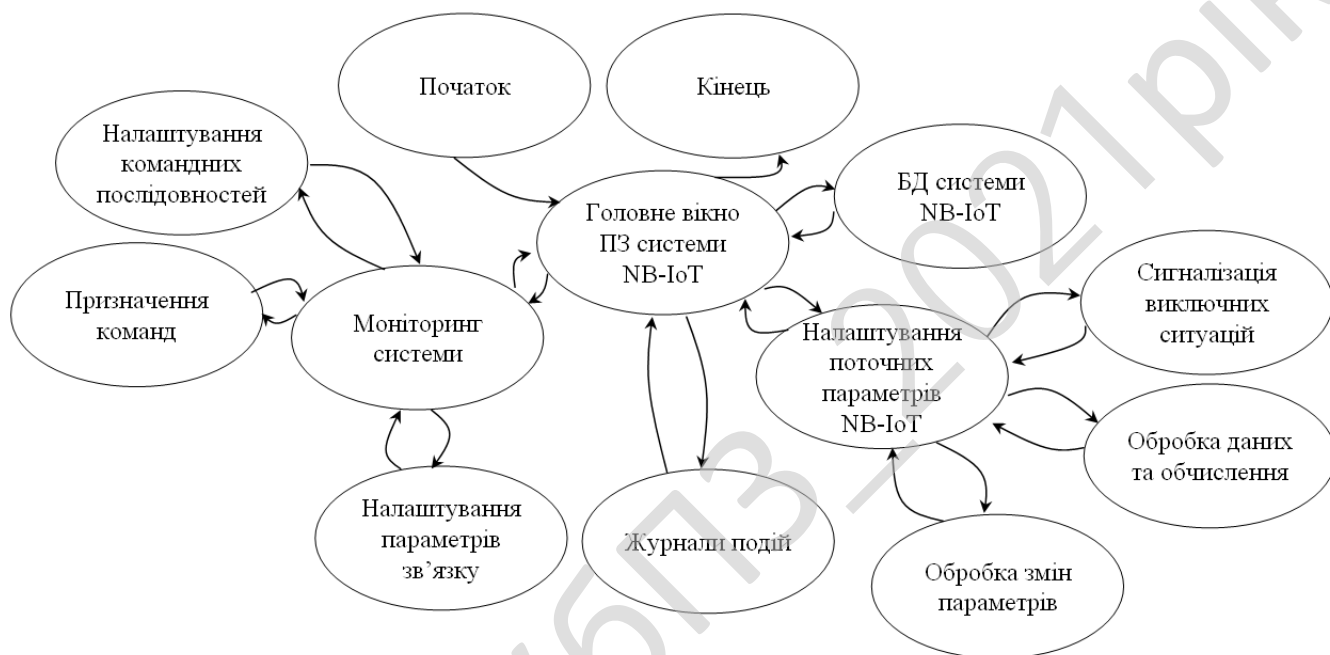 Початок
Кінець
Налаштування
командних
послідовностей
БД системи
NB-IoT
Головне вікно
ПЗ системи
NB-IoT
Призначення
команд
Моніторинг
системи
Сигналізація
виключних
ситуацій
Налаштування
поточних
параметрів
NB-IoT
Обробка даних
та обчислення
Налаштування
параметрів
зв’язку
Журнали подій
Обробка змін
параметрів